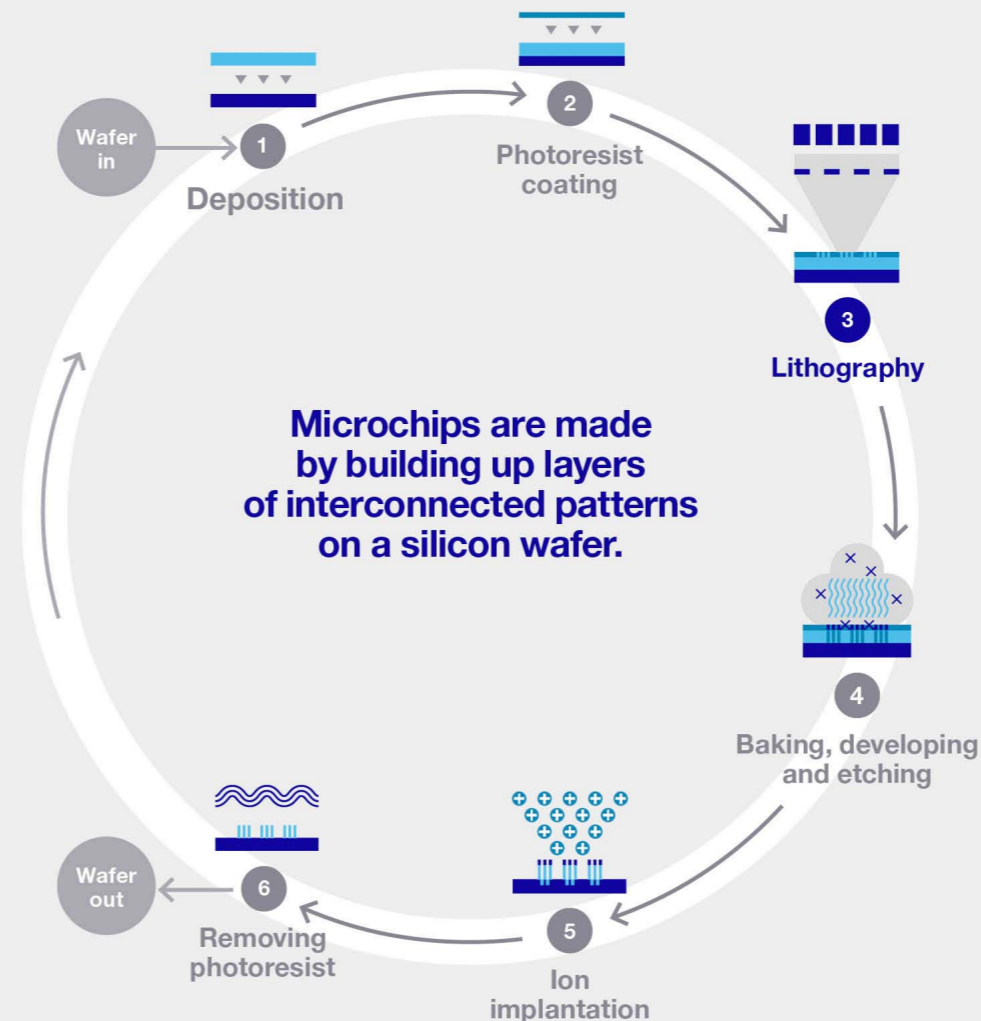 Wafer
in
1
Deposition
2
Photoresist
coating
3
Lithography
Microchips are made
by building up layers
of interconnected patterns
on a silicon wafer.
4
Baking, developing
and etching
5
Ion
implantation
6
Removing
photoresist
Wafer
out